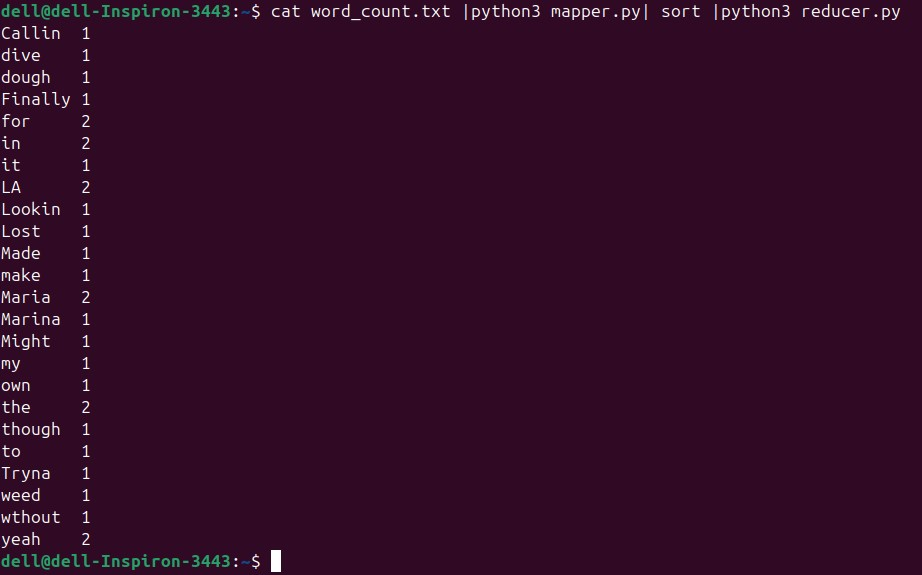 dell@dell-Inspiron-3443:~$ cat word_count.txt |python3 mapper.py| sort |python3 reducer.py
Callin 1
dive 1
dough 1
Finally 1
for 2
in 2
it 1
LA 2
Lookin 1
Lost 1
Made 1
make 1
Maria 2
Marina 1
Might 1
my 1
own 1
the 2
though 1
to 1
Tryna 1
weed 1
wthout 1
yeah 2
dell@dell-Inspiron-3443:~$